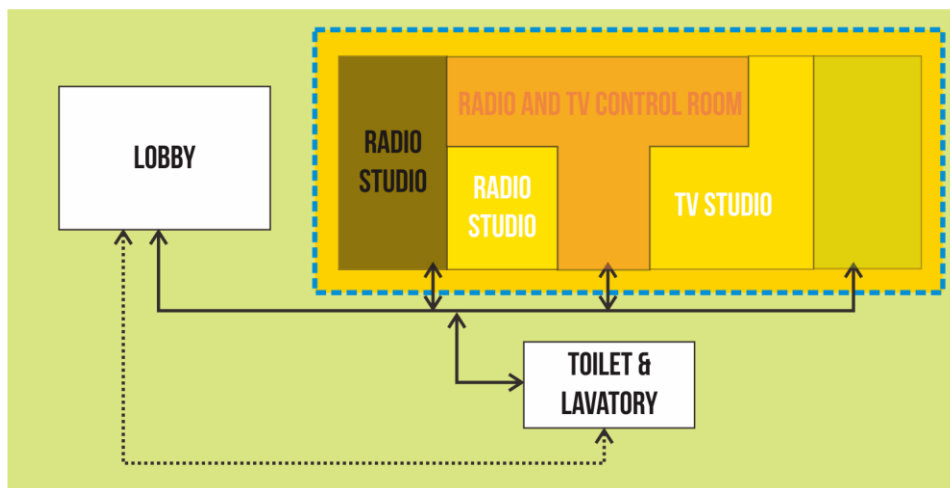 LOBBY
RADIO
STUDIO
RADIO AND TV CONTROL ROOM
RADIO
STUDIO
TV STUDIO
TOILET &
LAVATORY